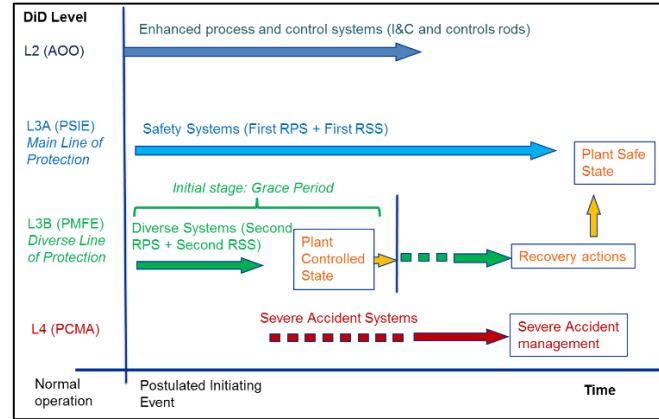 DiD Level
Enhanced process and control systems (I&C and controls rods)
L2 (AOO)
L3A (PSIE)
Main Line of
Protection
Safety Systems (First RPS + First RSS)
Plant Safe
State
Initial stage: Grace Period
L3B (PMFE)
Diverse Line
of Protection
Diverse Systems (Second
RPS + Second RSS)
Plant
Controlled
State
Recovery actions
L4 (PCMA)
Severe Accident Systems
Severe Accident
management
Normal
operation
Postulated Initiating
Event
Time